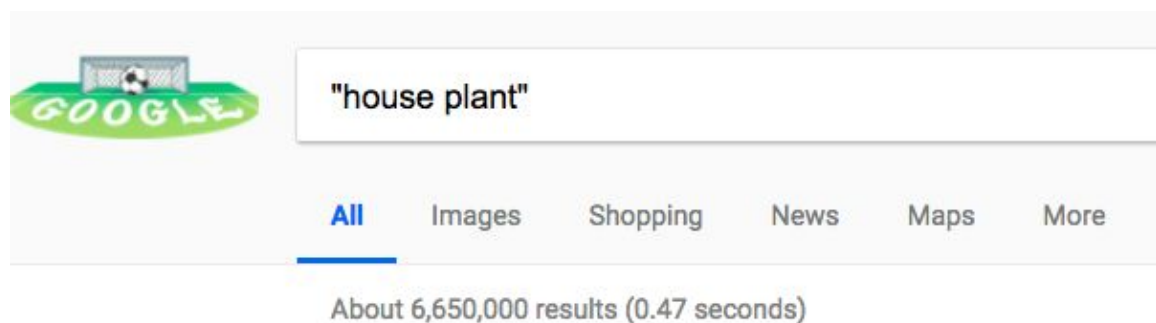 GOOGLE
"house plant"
All Images Shopping News Maps More
About 6,650,000 results (0.47 seconds)